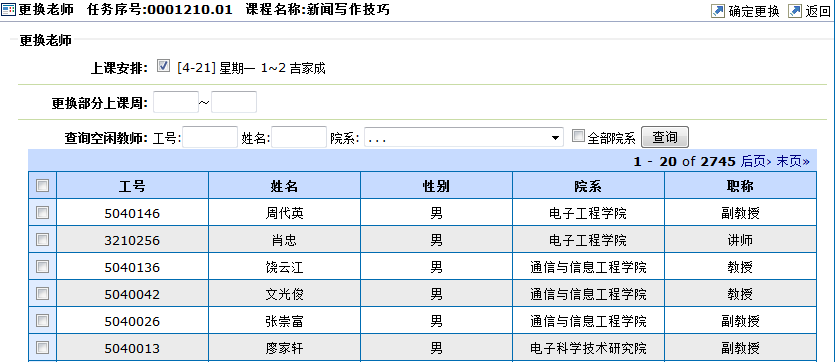 更换老师 任务序号:0001210.01 课程名称:新闻写作技巧 确定更换 返回
更换老师
上课安排: [4-21] 星期一 1~2 吉家成
更换部分上课周: ~
查询空闲教师: 工号: 姓名: 院系: ... 全部院系 查询
1 - 20 of 2745 后页› 末页»
工号 姓名 性别 院系 职称
5040146 周代英 男 电子工程学院 副教授
3210256 肖忠 男 电子工程学院 讲师
5040136 饶云江 男 通信与信息工程学院 教授
5040042 文光俊 男 通信与信息工程学院 教授
5040026 张崇富 男 通信与信息工程学院 副教授
5040013 廖家轩 男 电子科学技术研究院 副教授